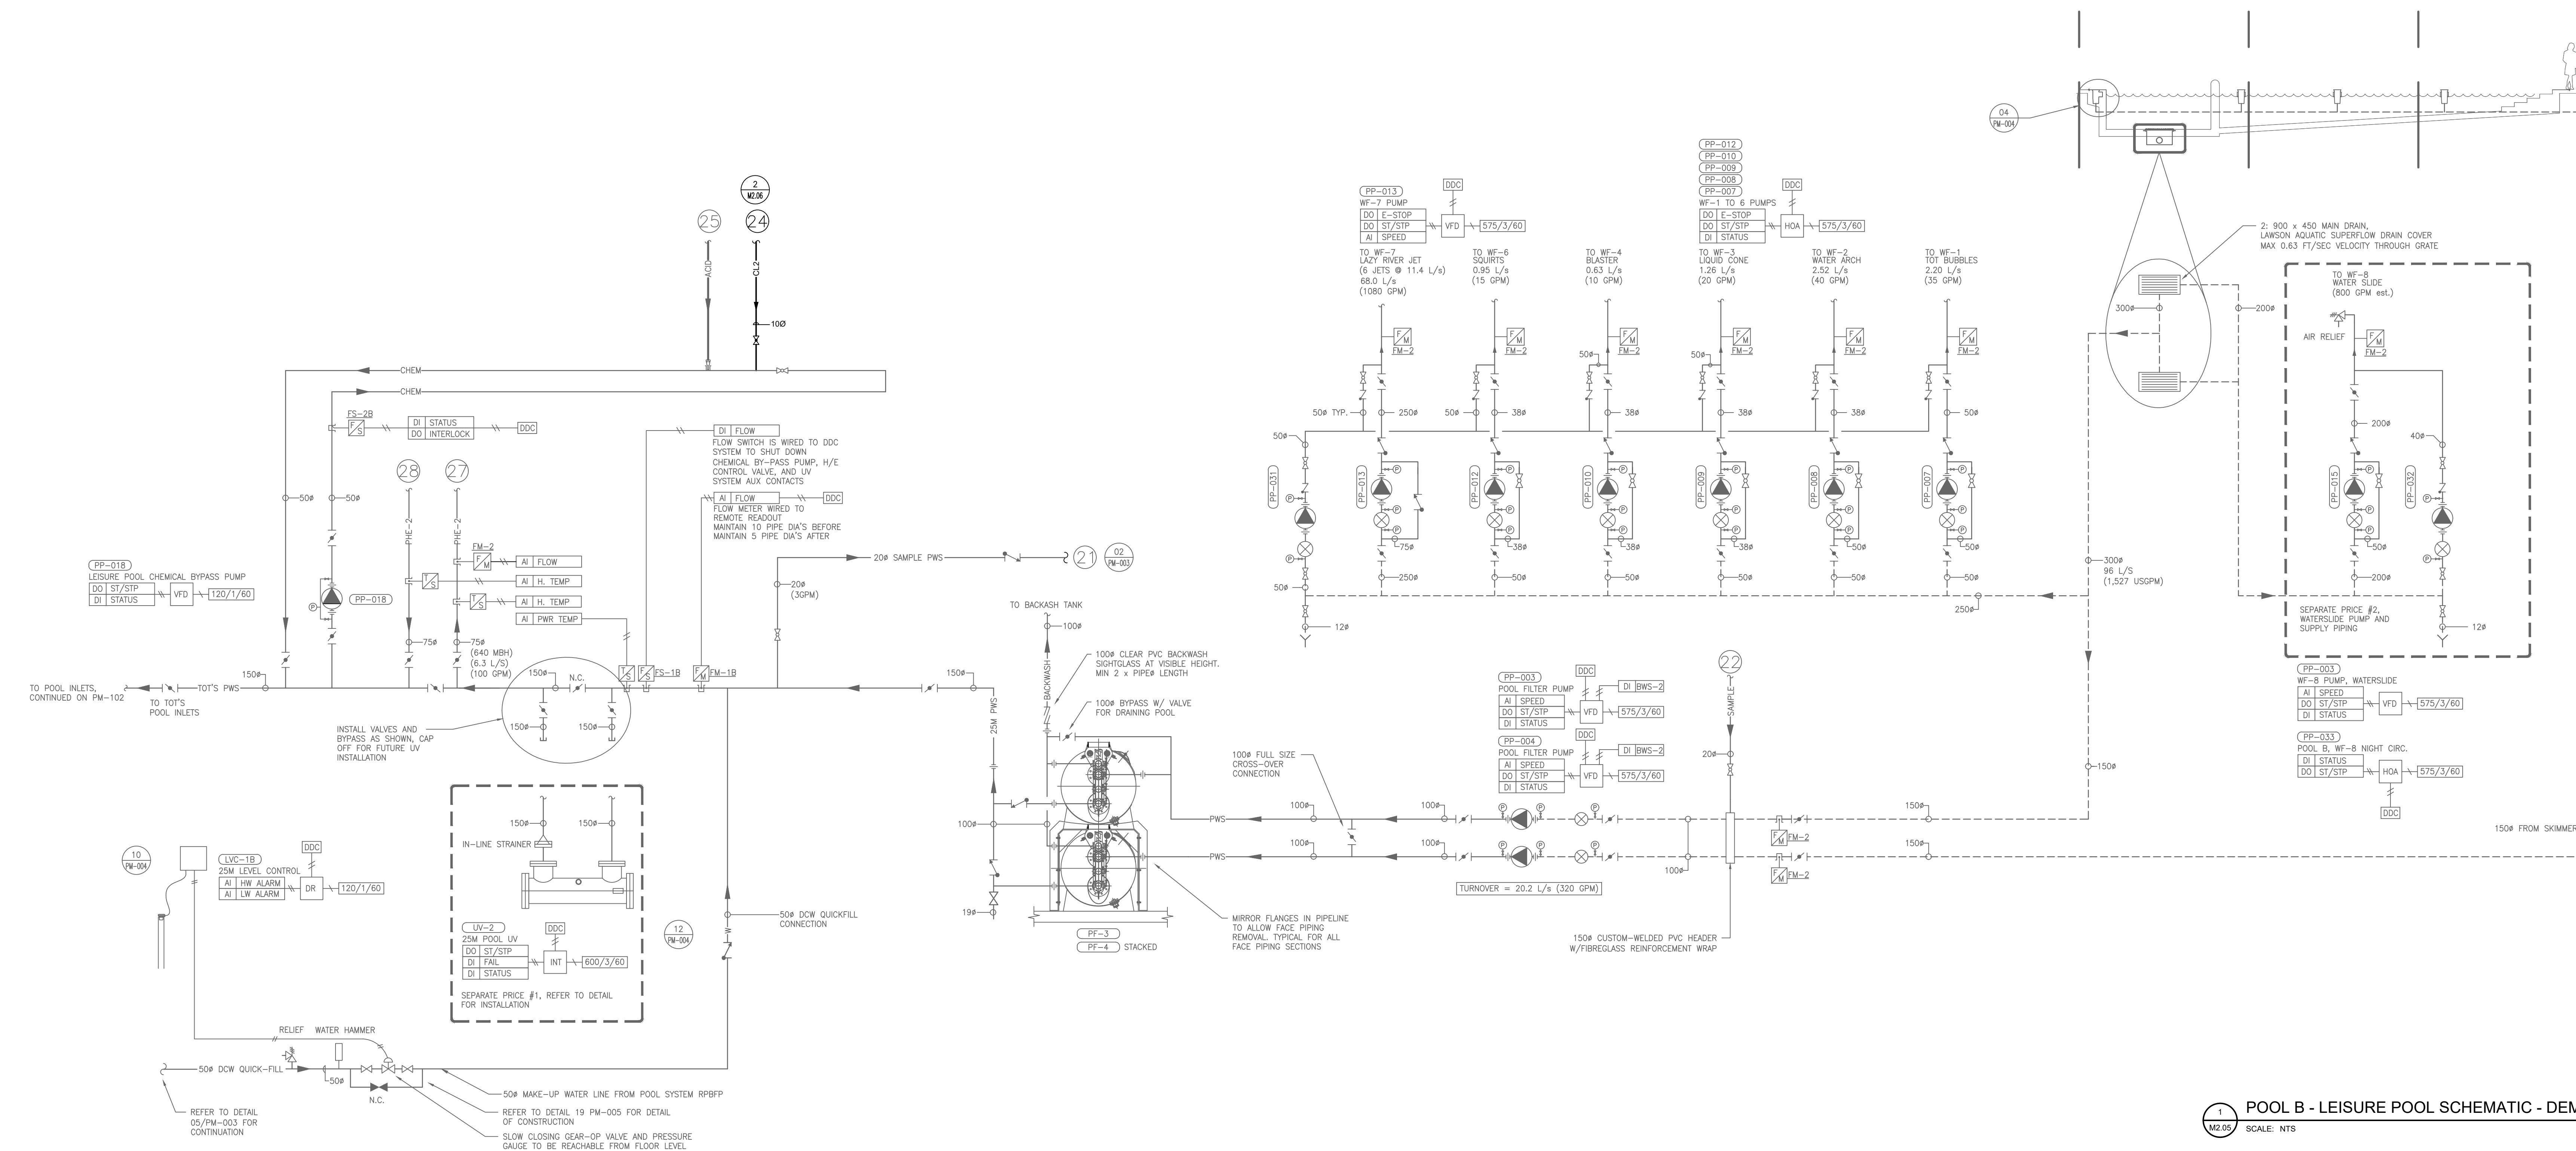 04
PM-004
2
M2.06
25
24
ACID
CL2
10Ø
CHEM
CHEM
FS-2B
F/S
DI STATUS
DO INTERLOCK
DDC
DI FLOW
FLOW SWITCH IS WIRED TO DDC
SYSTEM TO SHUT DOWN
CHEMICAL BY-PASS PUMP, H/E
CONTROL VALVE, AND UV
SYSTEM AUX CONTACTS
AI FLOW
DDC
FLOW METER WIRED TO
REMOTE READOUT
MAINTAIN 10 PIPE DIA'S BEFORE
MAINTAIN 5 PIPE DIA'S AFTER
28
27
50ø
50ø
PHE-2
PHE-2
FM-2
F/M
AI FLOW
T/S
AI H. TEMP
T/S
AI H. TEMP
AI PWR TEMP
PP-018
LEISURE POOL CHEMICAL BYPASS PUMP
DO ST/STP
DI STATUS
VFD
120/1/60
P
PP-018
75ø
75ø
(640 MBH)
(6.3 L/S)
(100 GPM)
20ø SAMPLE PWS
21
02
PM-003
20ø
(3GPM)
TO BACKASH TANK
100ø
BACKWASH
100ø CLEAR PVC BACKWASH
SIGHTGLASS AT VISIBLE HEIGHT.
MIN 2 x PIPEø LENGTH
100ø BYPASS W/ VALVE
FOR DRAINING POOL
TO POOL INLETS,
CONTINUED ON PM-102
TOT'S PWS
TO TOT'S
POOL INLETS
150ø
150ø
N.C.
T/S
F/S
FS-1B
F/M
FM-1B
150ø
150ø
150ø
INSTALL VALVES AND
BYPASS AS SHOWN, CAP
OFF FOR FUTURE UV
INSTALLATION
25M PWS
100ø
19ø
PF-3
PF-4 STACKED
MIRROR FLANGES IN PIPELINE
TO ALLOW FACE PIPING
REMOVAL. TYPICAL FOR ALL
FACE PIPING SECTIONS
150ø
150ø
IN-LINE STRAINER
UV-2
25M POOL UV
DO ST/STP
DI FAIL
DI STATUS
DDC
INT
600/3/60
SEPARATE PRICE #1, REFER TO DETAIL
FOR INSTALLATION
12
PM-004
50ø DCW QUICKFILL
CONNECTION
10
PM-004
LVC-1B
25M LEVEL CONTROL
AI HW ALARM
AI LW ALARM
DDC
DR
120/1/60
RELIEF
WATER HAMMER
50ø DCW QUICK-FILL
50ø
N.C.
REFER TO DETAIL
05/PM-003 FOR
CONTINUATION
50ø MAKE-UP WATER LINE FROM POOL SYSTEM RPBFP
REFER TO DETAIL 19 PM-005 FOR DETAIL
OF CONSTRUCTION
SLOW CLOSING GEAR-OP VALVE AND PRESSURE
GAUGE TO BE REACHABLE FROM FLOOR LEVEL
PP-013
WF-7 PUMP
DO E-STOP
DO ST/STP
AI SPEED
DDC
VFD
575/3/60
PP-012
PP-010
PP-009
PP-008
PP-007
WF-1 TO 6 PUMPS
DO E-STOP
DO ST/STP
DI STATUS
DDC
HOA
575/3/60
TO WF-7
LAZY RIVER JET
(6 JETS @ 11.4 L/s)
68.0 L/s
(1080 GPM)
TO WF-6
SQUIRTS
0.95 L/s
(15 GPM)
TO WF-4
BLASTER
0.63 L/s
(10 GPM)
TO WF-3
LIQUID CONE
1.26 L/s
(20 GPM)
TO WF-2
WATER ARCH
2.52 L/s
(40 GPM)
TO WF-1
TOT BUBBLES
2.20 L/s
(35 GPM)
F/M
FM-2
F/M
FM-2
F/M
FM-2
F/M
FM-2
F/M
FM-2
F/M
FM-2
50ø
50ø
50ø TYP.
250ø
50ø
38ø
38ø
38ø
38ø
50ø
50ø
PP-031
PP-013
PP-012
PP-010
PP-009
PP-008
PP-007
75ø
38ø
38ø
38ø
50ø
50ø
50ø
250ø
50ø
50ø
50ø
50ø
50ø
12ø
250ø
2: 900 x 450 MAIN DRAIN,
LAWSON AQUATIC SUPERFLOW DRAIN COVER
MAX 0.63 FT/SEC VELOCITY THROUGH GRATE
300ø
200ø
300ø
96 L/S
(1,527 USGPM)
150ø
TO WF-8
WATER SLIDE
(800 GPM est.)
AIR RELIEF
F/M
FM-2
200ø
40ø
PP-015
PP-032
50ø
200ø
12ø
SEPARATE PRICE #2,
WATERSLIDE PUMP AND
SUPPLY PIPING
PP-003
WF-8 PUMP, WATERSLIDE
AI SPEED
DO ST/STP
DI STATUS
VFD
575/3/60
PP-033
POOL B, WF-8 NIGHT CIRC.
DI STATUS
DO ST/STP
HOA
575/3/60
DDC
PP-003
POOL FILTER PUMP
AI SPEED
DO ST/STP
DI STATUS
DDC
DI BWS-2
VFD
575/3/60
PP-004
POOL FILTER PUMP
AI SPEED
DO ST/STP
DI STATUS
DDC
DI BWS-2
VFD
575/3/60
22
SAMPLE
20ø
100ø FULL SIZE
CROSS-OVER
CONNECTION
PWS
100ø
100ø
150ø
F/M
FM-2
PWS
100ø
100ø
100ø
150ø
F/M
FM-2
TURNOVER = 20.2 L/s (320 GPM)
150ø CUSTOM-WELDED PVC HEADER
W/FIBREGLASS REINFORCEMENT WRAP
150ø FROM SKIMMER
1
M2.05
POOL B - LEISURE POOL SCHEMATIC - DEM
SCALE: NTS